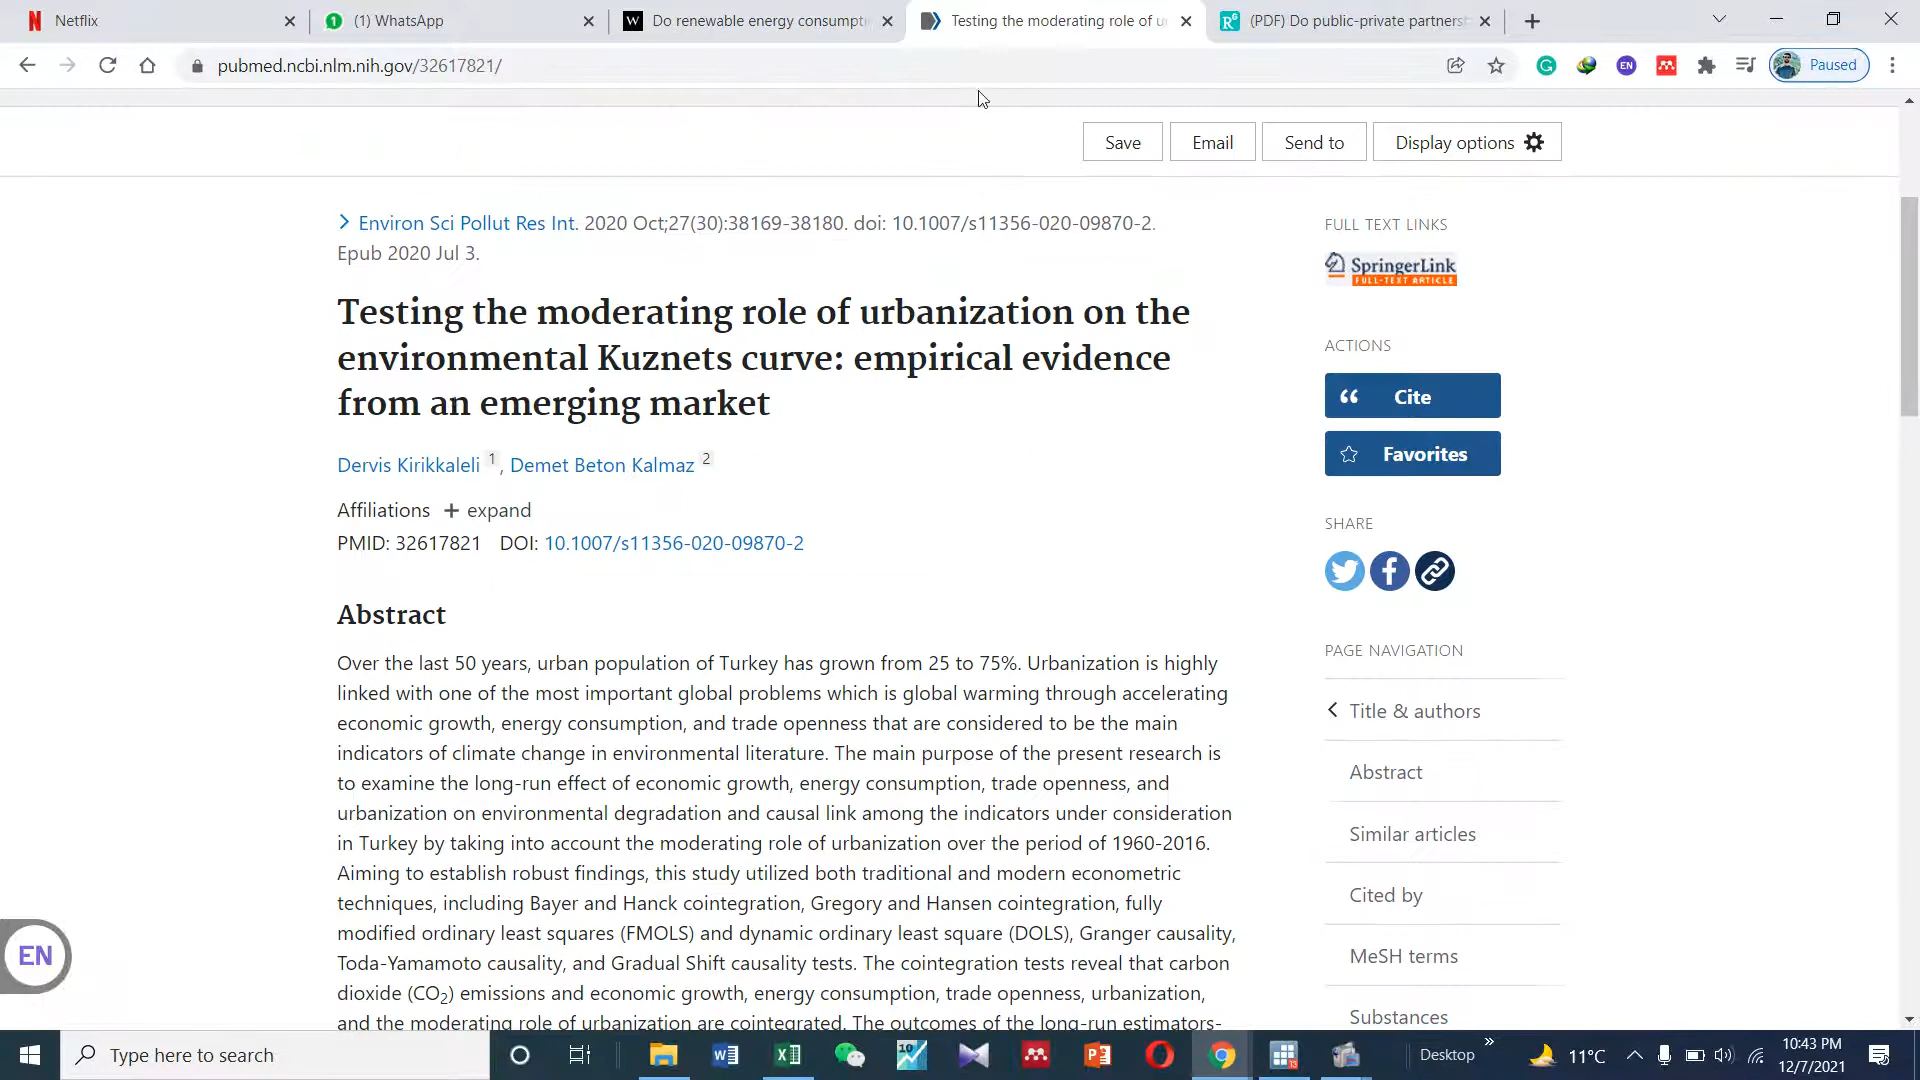 Netflix
(1) WhatsApp
Do renewable energy consumpti
Testing the moderating role of u
(PDF) Do public-private partnersh
pubmed.ncbi.nlm.nih.gov/32617821/
Paused
Save
Email
Send to
Display options
Environ Sci Pollut Res Int. 2020 Oct;27(30):38169-38180. doi: 10.1007/s11356-020-09870-2.
Epub 2020 Jul 3.
Testing the moderating role of urbanization on the
environmental Kuznets curve: empirical evidence
from an emerging market
Dervis Kirikkaleli 1, Demet Beton Kalmaz 2
Affiliations + expand
PMID: 32617821 DOI: 10.1007/s11356-020-09870-2
Abstract
Over the last 50 years, urban population of Turkey has grown from 25 to 75%. Urbanization is highly
linked with one of the most important global problems which is global warming through accelerating
economic growth, energy consumption, and trade openness that are considered to be the main
indicators of climate change in environmental literature. The main purpose of the present research is
to examine the long-run effect of economic growth, energy consumption, trade openness, and
urbanization on environmental degradation and causal link among the indicators under consideration
in Turkey by taking into account the moderating role of urbanization over the period of 1960-2016.
Aiming to establish robust findings, this study utilized both traditional and modern econometric
techniques, including Bayer and Hanck cointegration, Gregory and Hansen cointegration, fully
modified ordinary least squares (FMOLS) and dynamic ordinary least square (DOLS), Granger causality,
Toda-Yamamoto causality, and Gradual Shift causality tests. The cointegration tests reveal that carbon
dioxide (CO2) emissions and economic growth, energy consumption, trade openness, urbanization,
and the moderating role of urbanization are cointegrated. The outcomes of the long-run estimators-
FULL TEXT LINKS
SpringerLink
FULL-TEXT ARTICLE
ACTIONS
Cite
Favorites
SHARE
PAGE NAVIGATION
Title & authors
Abstract
Similar articles
Cited by
MeSH terms
Substances
EN
Type here to search
Desktop
11°C
10:43 PM
12/7/2021